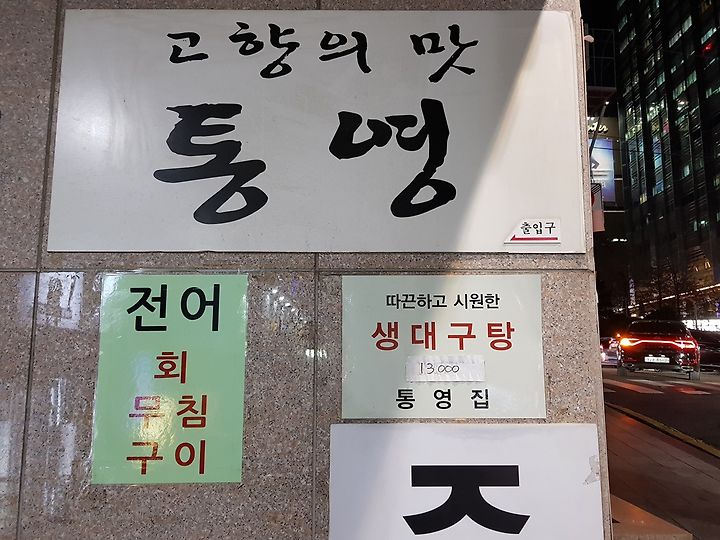 고향의 맛
통영
출입구
전어
회
무침
구이
따끈하고 시원한
생대구탕
13.000
통영집